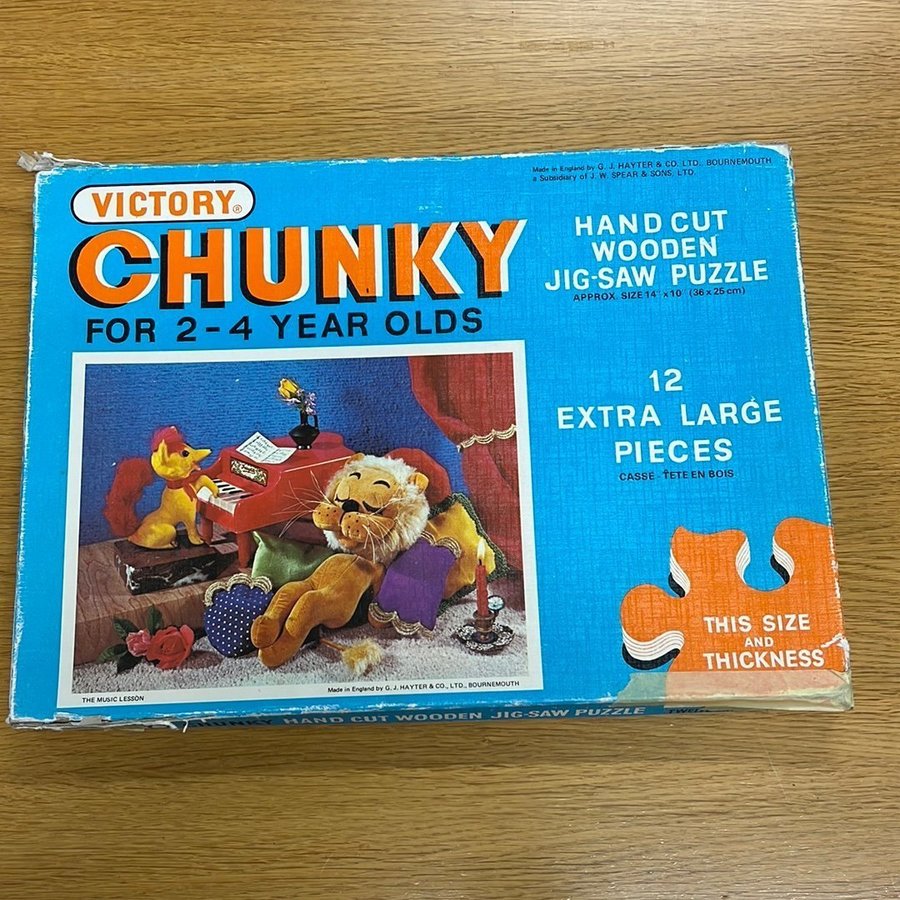 Made in England by G. J. HAYTER & CO. LTD., BOURNEMOUTH
a Subsidiary of J. W. SPEAR & SONS, LTD.
VICTORY®
CHUNKY
FOR 2-4 YEAR OLDS
HAND CUT
WOODEN
JIG-SAW PUZZLE
APPROX. SIZE 14" x 10" (36 x 25 cm)
12
EXTRA LARGE
PIECES
CASSE - TETE EN BOIS
THIS SIZE
AND
THICKNESS
Made in England by G. J. HAYTER & CO., LTD., BOURNEMOUTH
THE MUSIC LESSON
CHUNKY HAND CUT WOODEN JIG-SAW PUZZLE